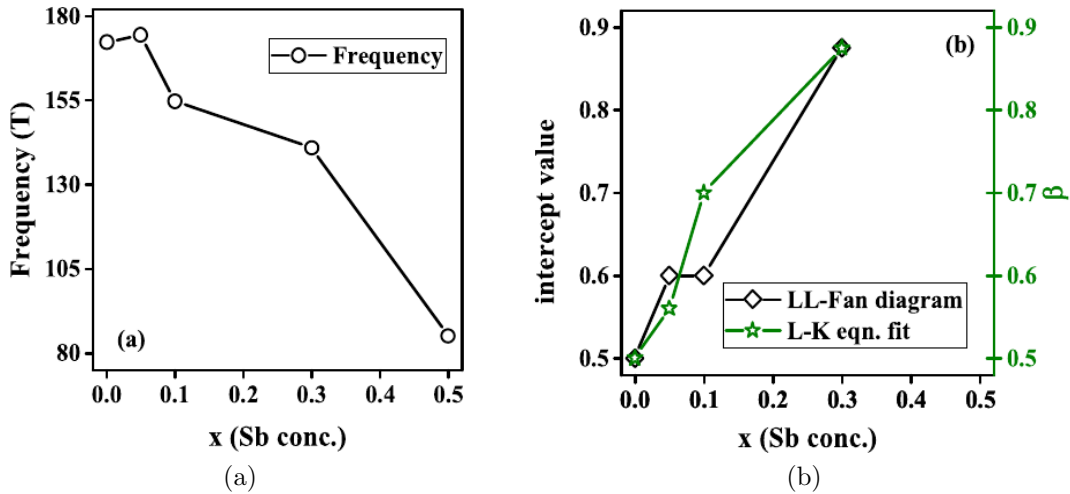 180
155
130
105
80
Frequency (T)
Frequency
(a)
0.0 0.1 0.2 0.3 0.4 0.5
x (Sb conc.)
(a)
0.9
0.8
0.7
0.6
0.5
intercept value
(b)
LL-Fan diagram
L-K eqn. fit
0.9
0.8
0.7
0.6
0.5
β
0.0 0.1 0.2 0.3 0.4 0.5
x (Sb conc.)
(b)